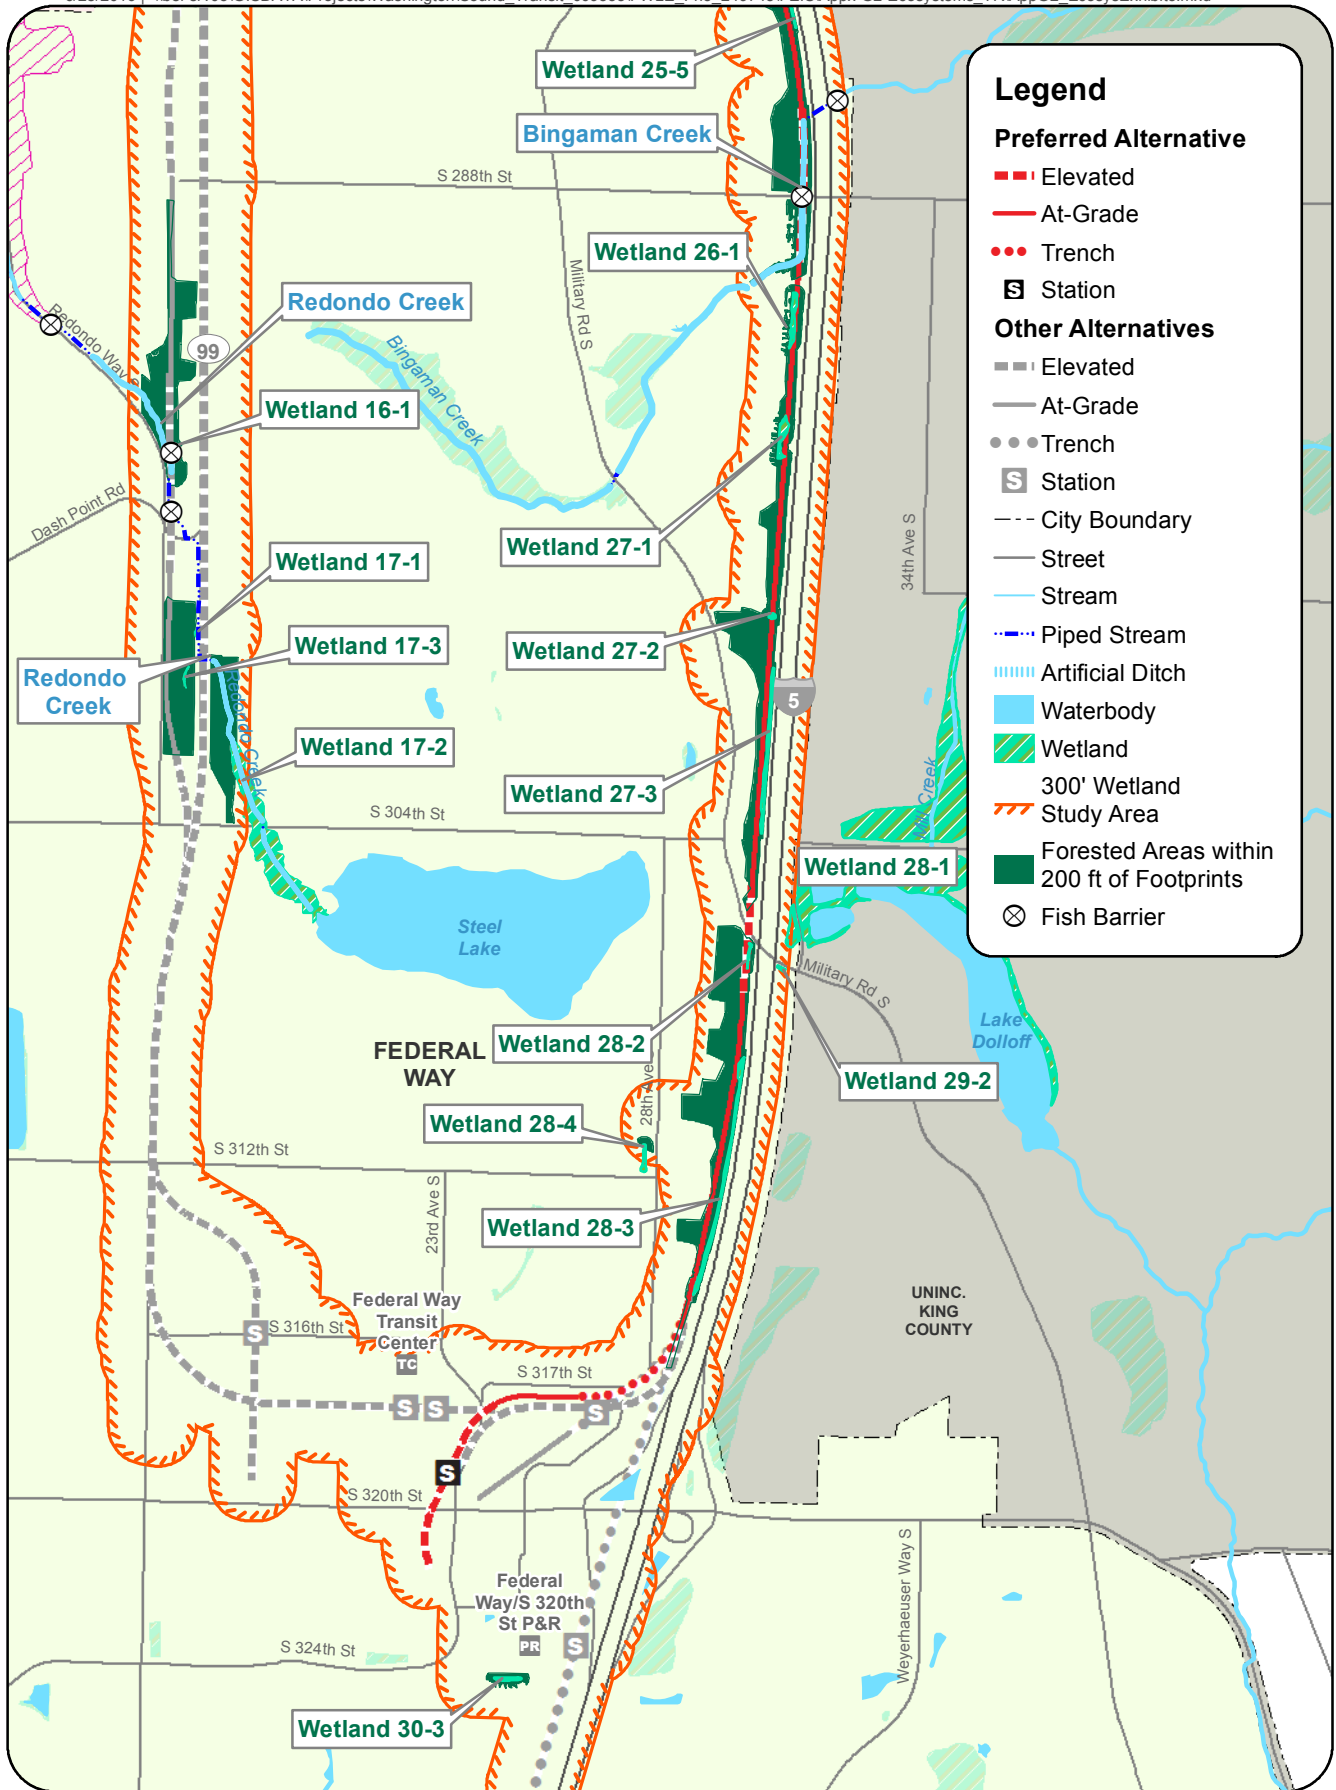 Wetland 25-5
Bingaman Creek
S 288th St
Wetland 26-1
Military Rd S
Redondo Creek
Redondo Way S
99
Bingaman Creek
Wetland 16-1
Dash Point Rd
Wetland 27-1
34th Ave S
Wetland 17-1
Wetland 17-3
Wetland 27-2
Redondo
Creek
Redondo Creek
5
Wetland 17-2
Wetland 27-3
Mill Creek
S 304th St
Wetland 28-1
Steel
Lake
Military Rd S
Lake
Dolloff
FEDERAL
WAY
Wetland 28-2
28th Ave
Wetland 29-2
Wetland 28-4
S 312th St
23rd Ave S
Wetland 28-3
UNINC.
KING
COUNTY
Federal Way
Transit
Center
TC
S
S 316th St
S 317th St
S
S
S
S
S 320th St
Weyerhaeuser Way S
Federal
Way/S 320th
St P&R
PR
S
S 324th St
Wetland 30-3
Legend
Preferred Alternative
Elevated
At-Grade
Trench
S Station
Other Alternatives
Elevated
At-Grade
Trench
S Station
City Boundary
Street
Stream
Piped Stream
Artificial Ditch
Waterbody
Wetland
300' Wetland
Study Area
Forested Areas within
200 ft of Footprints
Fish Barrier